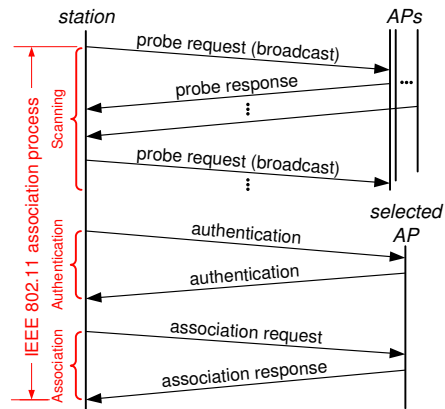 station
APs
probe request (broadcast)
...
probe response
⋮
probe request (broadcast)
⋮
selected
AP
authentication
authentication
association request
association response
IEEE 802.11 association process
Scanning
Authentication
Association